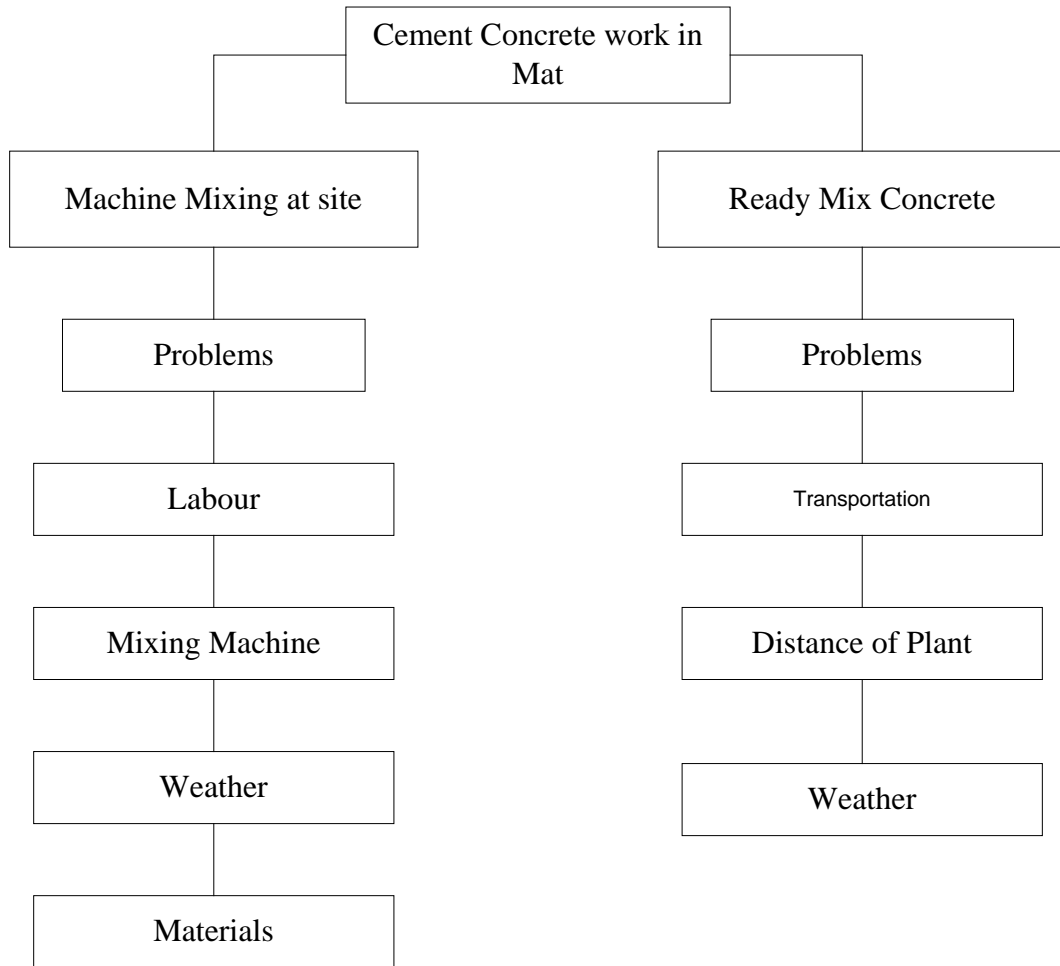 Cement Concrete work in
Mat
Machine Mixing at site
Ready Mix Concrete
Problems
Problems
Labour
Transportation
Mixing Machine
Distance of Plant
Weather
Weather
Materials